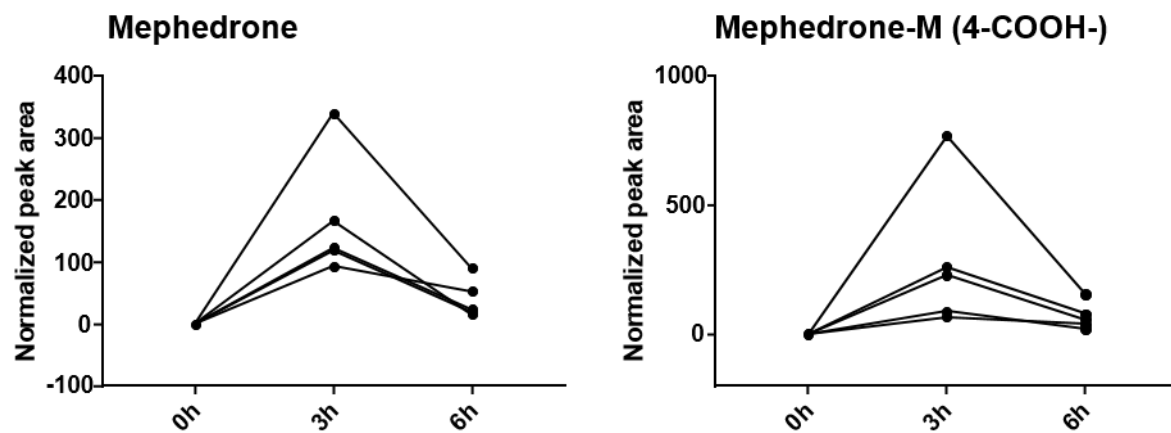 Mephedrone
Normalized peak area
400
300
200
100
0
-100
0h
3h
6h
Mephedrone-M (4-COOH-)
Normalized peak area
1000
500
0
0h
3h
6h